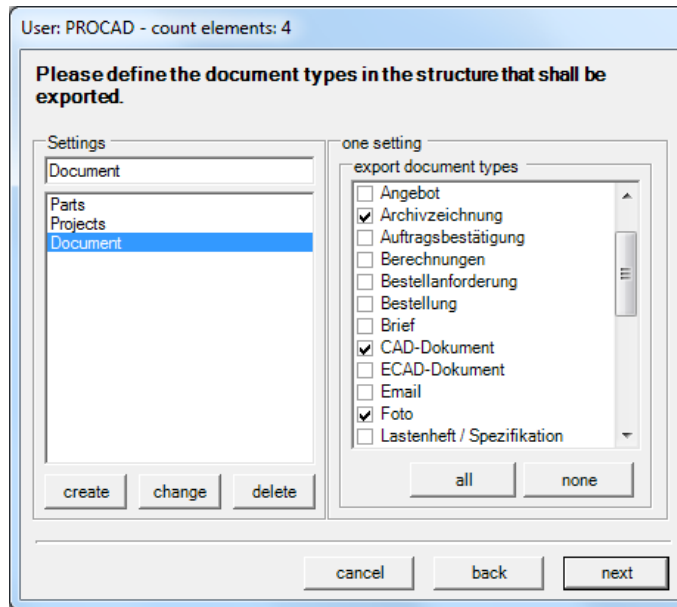 User: PROCAD - count elements: 4
Please define the document types in the structure that shall be
exported.
Settings
Document
Parts
Projects
Document
create
change
delete
one setting
export document types
Angebot
Archivzeichnung
Auftragsbestätigung
Berechnungen
Bestellanforderung
Bestellung
Brief
CAD-Dokument
ECAD-Dokument
Email
Foto
Lastenheft / Spezifikation
all
none
cancel
back
next